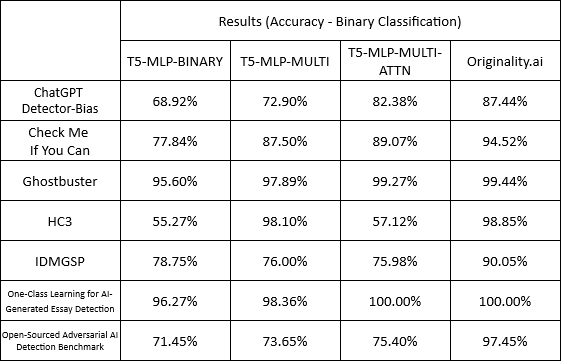 Results (Accuracy - Binary Classification)
T5-MLP-BINARY T5-MLP-MULTI T5-MLP-MULTI-
ATTN Originality.ai
ChatGPT
Detector-Bias 68.92% 72.90% 82.38% 87.44%
Check Me
If You Can 77.84% 87.50% 89.07% 94.52%
Ghostbuster 95.60% 97.89% 99.27% 99.44%
HC3 55.27% 98.10% 57.12% 98.85%
IDMGSP 78.75% 76.00% 75.98% 90.05%
One-Class Learning for AI-
Generated Essay Detection 96.27% 98.36% 100.00% 100.00%
Open-Sourced Adversarial AI
Detection Benchmark 71.45% 73.65% 75.40% 97.45%